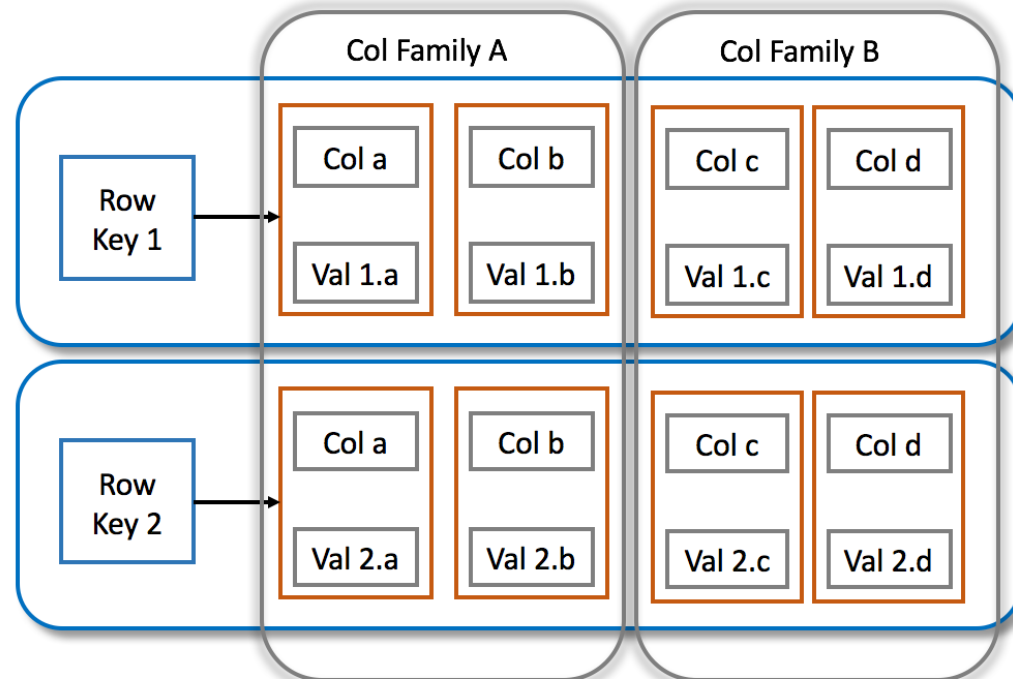 Col Family A
Col Family B
Row
Key 1
Col a
Col b
Col c
Col d
Val 1.a
Val 1.b
Val 1.c
Val 1.d
Row
Key 2
Col a
Col b
Col c
Col d
Val 2.a
Val 2.b
Val 2.c
Val 2.d